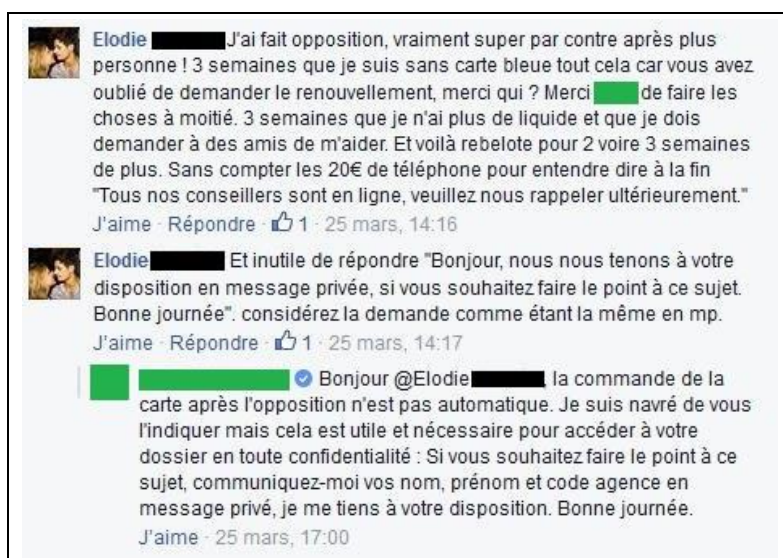 Elodie J'ai fait opposition, vraiment super par contre après plus
personne ! 3 semaines que je suis sans carte bleue tout cela car vous avez
oublié de demander le renouvellement, merci qui ? Merci de faire les
choses à moitié. 3 semaines que je n'ai plus de liquide et que je dois
demander à des amis de m'aider. Et voilà rebelote pour 2 voire 3 semaines
de plus. Sans compter les 20€ de téléphone pour entendre dire à la fin
"Tous nos conseillers sont en ligne, veuillez nous rappeler ultérieurement."
J'aime · Répondre · 1 · 25 mars, 14:16
Elodie Et inutile de répondre "Bonjour, nous nous tenons à votre
disposition en message privée, si vous souhaitez faire le point à ce sujet.
Bonne journée". considérez la demande comme étant la même en mp.
J'aime · Répondre · 1 · 25 mars, 14:17
Bonjour @Elodie , la commande de la
carte après l'opposition n'est pas automatique. Je suis navré de vous
l'indiquer mais cela est utile et nécessaire pour accéder à votre
dossier en toute confidentialité : Si vous souhaitez faire le point à ce
sujet, communiquez-moi vos nom, prénom et code agence en
message privé, je me tiens à votre disposition. Bonne journée.
J'aime · 25 mars, 17:00